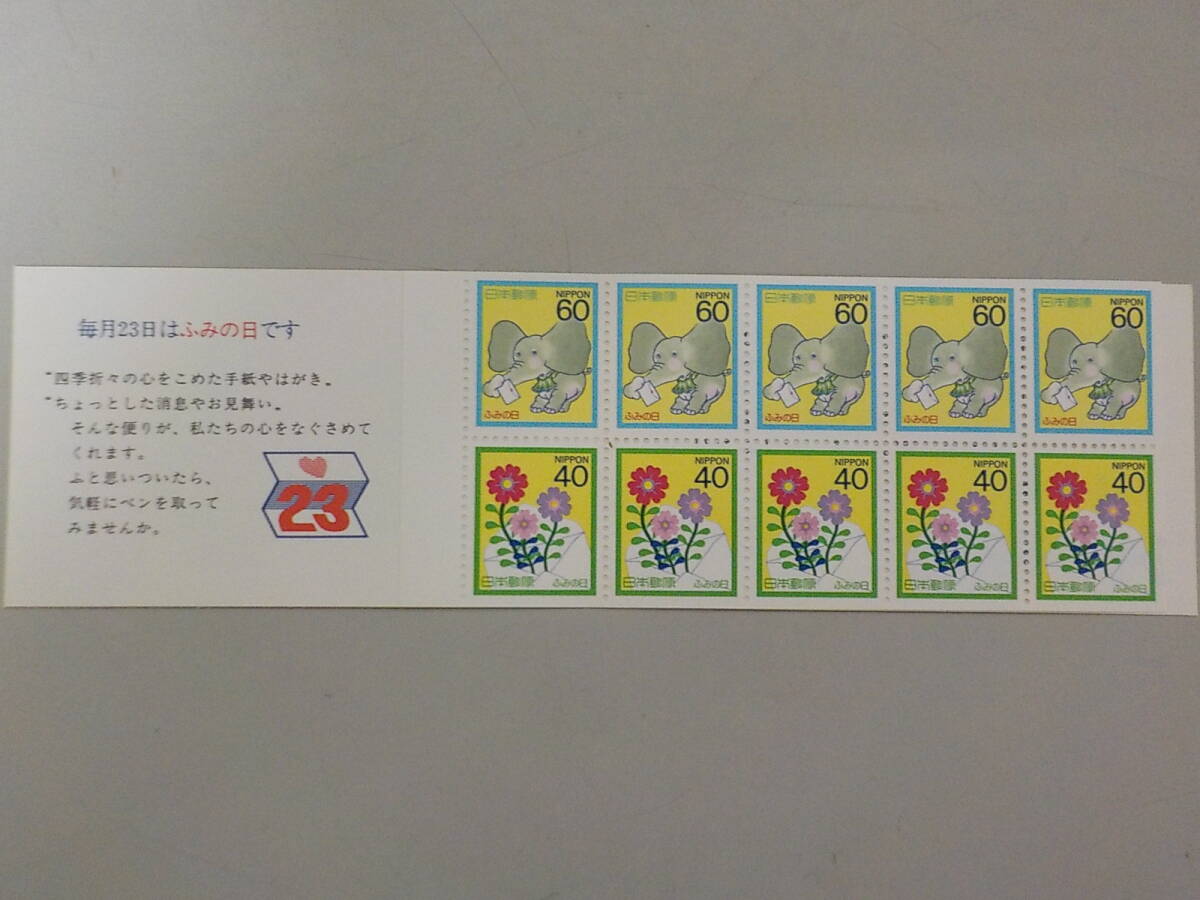 毎月23日はふみの日です
“四季折々の心をこめた手紙やはがき。
“ちょっとした消息やお見舞い。
そんな便りが、私たちの心をなぐさめて
くれます。
ふと思いついたら、
気軽にペンを取って
みませんか。
23
日本郵便 NIPPON
60
ふみの日
日本郵便 NIPPON
60
ふみの日
日本郵便 NIPPON
60
ふみの日
日本郵便 NIPPON
60
ふみの日
日本郵便 NIPPON
60
ふみの日
NIPPON
40
日本郵便 ふみの日
NIPPON
40
日本郵便 ふみの日
NIPPON
40
日本郵便 ふみの日
NIPPON
40
日本郵便 ふみの日
NIPPON
40
日本郵便 ふみの日